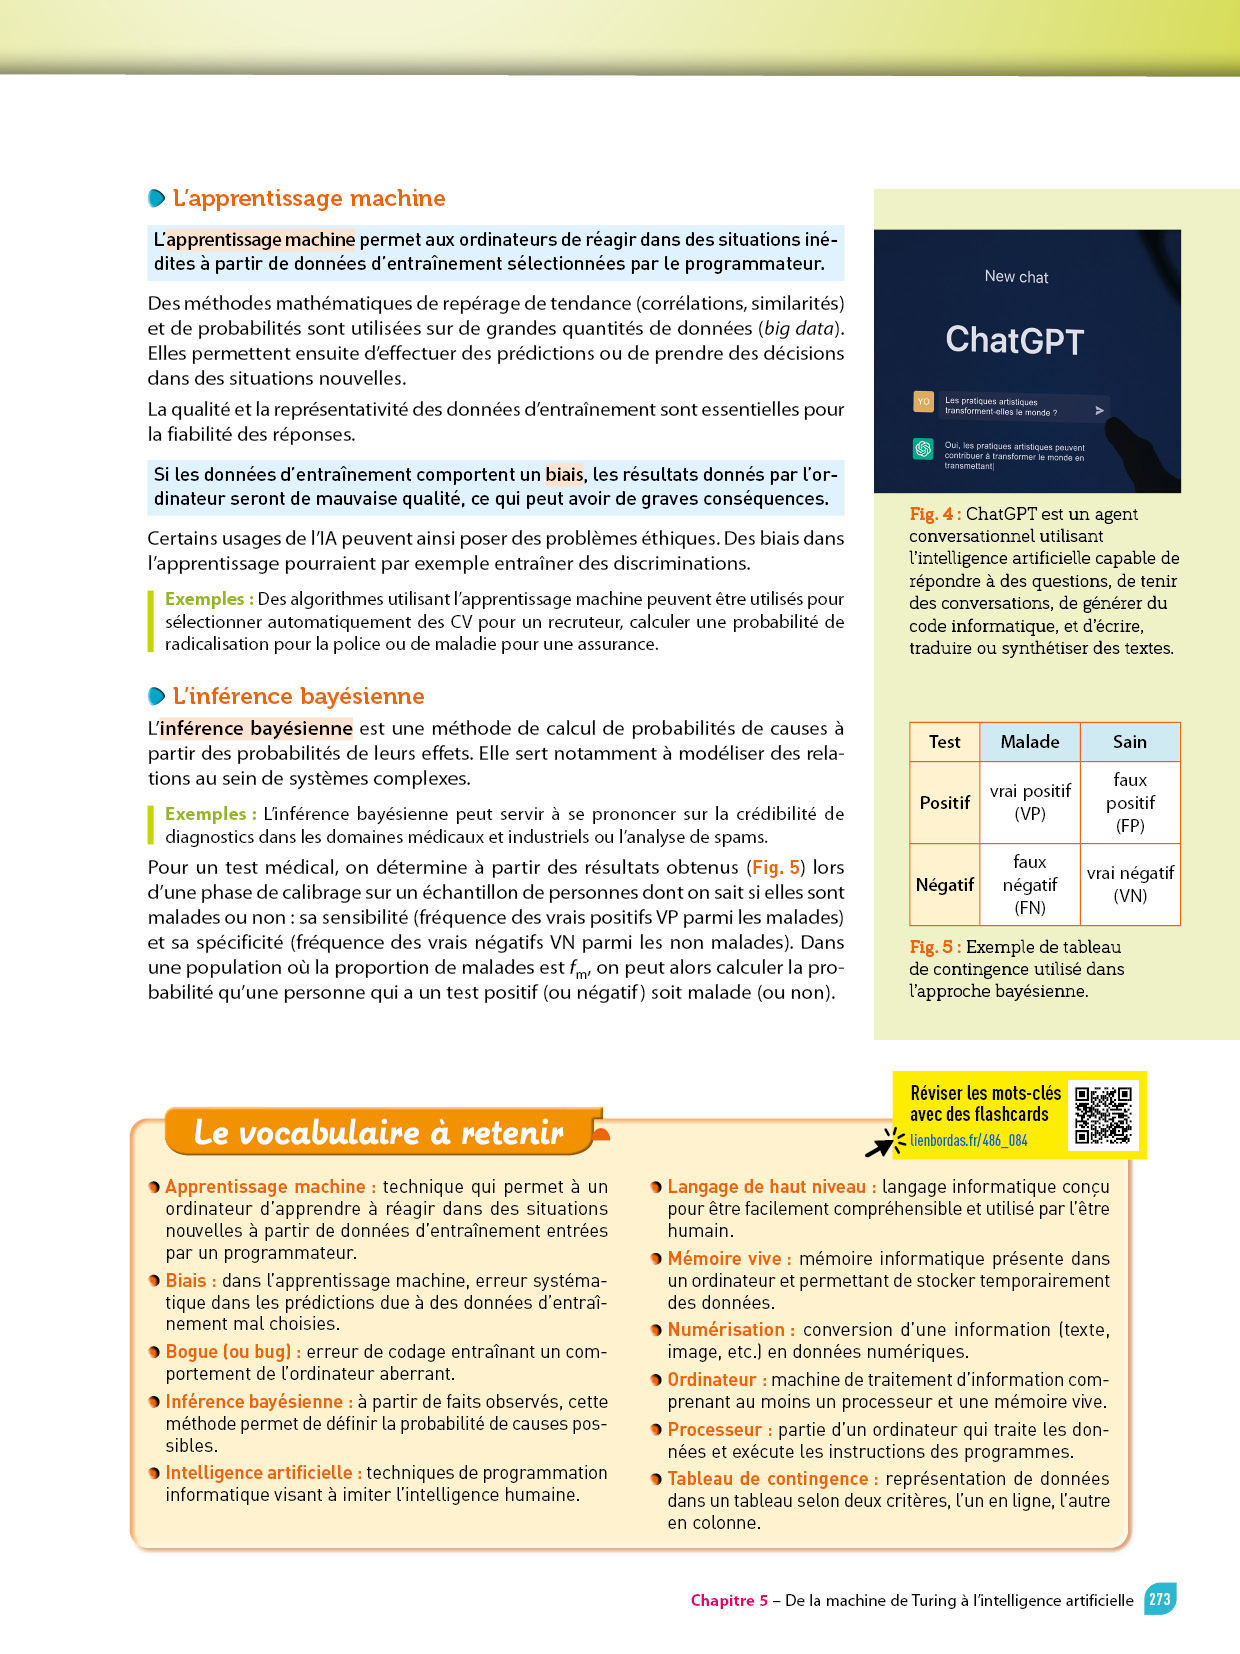 L'apprentissage machine
L'apprentissage machine permet aux ordinateurs de réagir dans des situations iné-
dites à partir de données d'entraînement sélectionnées par le programmateur.
Des méthodes mathématiques de repérage de tendance (corrélations, similarités)
et de probabilités sont utilisées sur de grandes quantités de données (big data).
Elles permettent ensuite d'effectuer des prédictions ou de prendre des décisions
dans des situations nouvelles.
La qualité et la représentativité des données d'entraînement sont essentielles pour
la fiabilité des réponses.
Si les données d'entraînement comportent un biais, les résultats donnés par l'or-
dinateur seront de mauvaise qualité, ce qui peut avoir de graves conséquences.
Certains usages de l'IA peuvent ainsi poser des problèmes éthiques. Des biais dans
l'apprentissage pourraient par exemple entraîner des discriminations.
Exemples : Des algorithmes utilisant l'apprentissage machine peuvent être utilisés pour
sélectionner automatiquement des CV pour un recruteur, calculer une probabilité de
radicalisation pour la police ou de maladie pour une assurance.
L'inférence bayésienne
L'inférence bayésienne est une méthode de calcul de probabilités de causes à
partir des probabilités de leurs effets. Elle sert notamment à modéliser des rela-
tions au sein de systèmes complexes.
Exemples : L'inférence bayésienne peut servir à se prononcer sur la crédibilité de
diagnostics dans les domaines médicaux et industriels ou l'analyse de spams.
Pour un test médical, on détermine à partir des résultats obtenus (Fig. 5) lors
d'une phase de calibrage sur un échantillon de personnes dont on sait si elles sont
malades ou non : sa sensibilité (fréquence des vrais positifs VP parmi les malades)
et sa spécificité (fréquence des vrais négatifs VN parmi les non malades). Dans
une population où la proportion de malades est fm, on peut alors calculer la pro-
babilité qu'une personne qui a un test positif (ou négatif) soit malade (ou non).
New chat
ChatGPT
YO
Les pratiques artistiques
transforment-elles le monde ?
Oui, les pratiques artistiques peuvent
contribuer à transformer le monde en
transmettant
Fig. 4 : ChatGPT est un agent
conversationnel utilisant
l'intelligence artificielle capable de
répondre à des questions, de tenir
des conversations, de générer du
code informatique, et d'écrire,
traduire ou synthétiser des textes.
Test Malade Sain
Positif vrai positif (VP) faux positif (FP)
Négatif faux négatif (FN) vrai négatif (VN)
Fig. 5 : Exemple de tableau
de contingence utilisé dans
l'approche bayésienne.
Réviser les mots-clés
avec des flashcards
lienbordas.fr/486_084
Le vocabulaire à retenir
Apprentissage machine : technique qui permet à un
ordinateur d'apprendre à réagir dans des situations
nouvelles à partir de données d'entraînement entrées
par un programmateur.
Biais : dans l'apprentissage machine, erreur systéma-
tique dans les prédictions due à des données d'entraî-
nement mal choisies.
Bogue (ou bug) : erreur de codage entraînant un com-
portement de l'ordinateur aberrant.
Inférence bayésienne : à partir de faits observés, cette
méthode permet de définir la probabilité de causes pos-
sibles.
Intelligence artificielle : techniques de programmation
informatique visant à imiter l'intelligence humaine.
Langage de haut niveau : langage informatique conçu
pour être facilement compréhensible et utilisé par l'être
humain.
Mémoire vive : mémoire informatique présente dans
un ordinateur et permettant de stocker temporairement
des données.
Numérisation : conversion d'une information (texte,
image, etc.) en données numériques.
Ordinateur : machine de traitement d'information com-
prenant au moins un processeur et une mémoire vive.
Processeur : partie d'un ordinateur qui traite les don-
nées et exécute les instructions des programmes.
Tableau de contingence : représentation de données
dans un tableau selon deux critères, l'un en ligne, l'autre
en colonne.
Chapitre 5 – De la machine de Turing à l'intelligence artificielle 273